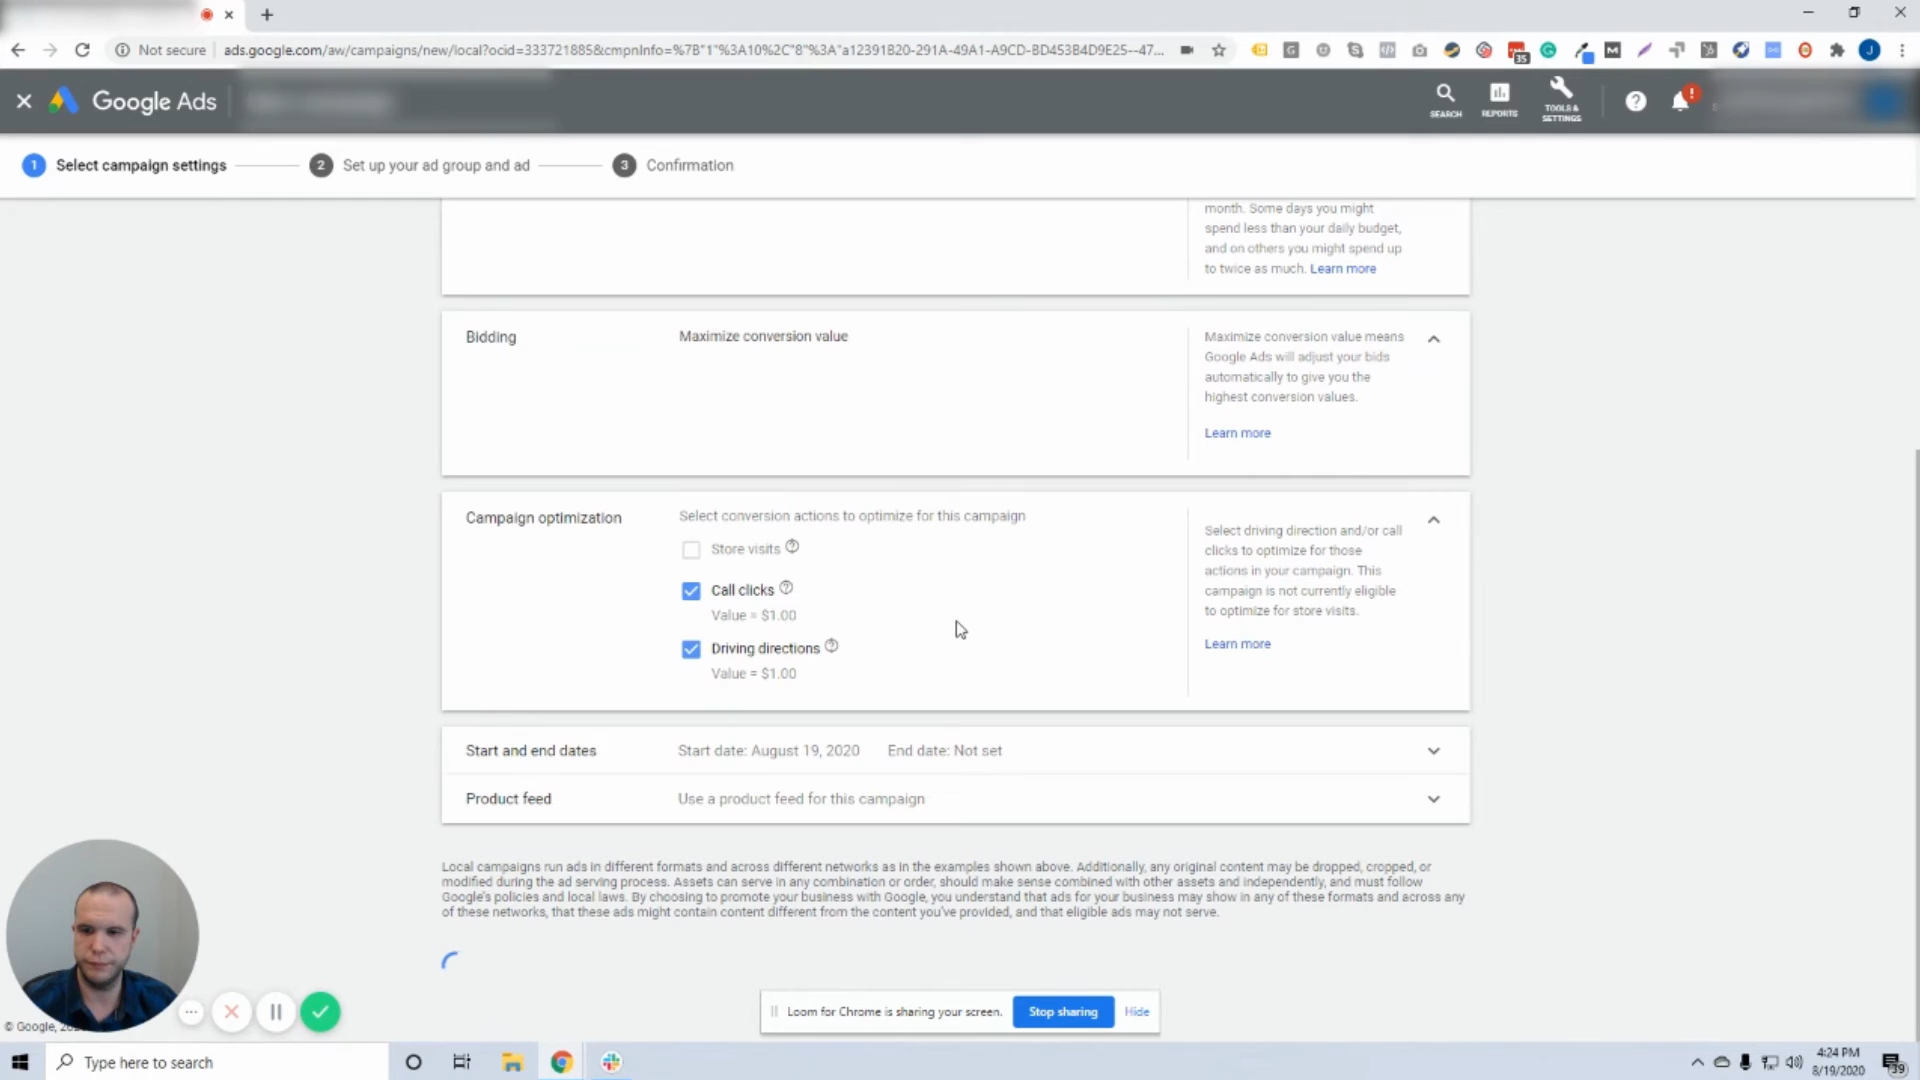 Not secure
ads.google.com/aw/campaigns/new/local?ocid=333721885&cmpnInfo=%7B"1"%3A10%2C"8"%3A"a12391B20-291A-49A1-A9CD-BD453B4D9E25--47...
35
J
Google Ads
SEARCH
REPORTS
TOOLS &
SETTINGS
1 Select campaign settings
2 Set up your ad group and ad
3 Confirmation
month. Some days you might
spend less than your daily budget,
and on others you might spend up
to twice as much. Learn more
Bidding
Maximize conversion value
Maximize conversion value means
Google Ads will adjust your bids
automatically to give you the
highest conversion values.
Learn more
Campaign optimization
Select conversion actions to optimize for this campaign
Store visits
Call clicks
Value = $1.00
Driving directions
Value = $1.00
Select driving direction and/or call
clicks to optimize for those
actions in your campaign. This
campaign is not currently eligible
to optimize for store visits.
Learn more
Start and end dates
Start date: August 19, 2020 End date: Not set
Product feed
Use a product feed for this campaign
Local campaigns run ads in different formats and across different networks as in the examples shown above. Additionally, any original content may be dropped, cropped, or
modified during the ad serving process. Assets can serve in any combination or order, should make sense combined with other assets and independently, and must follow
Google's policies and local laws. By choosing to promote your business with Google, you understand that ads for your business may show in any of these formats and across any
of these networks, that these ads might contain content different from the content you've provided, and that eligible ads may not serve.
Loom for Chrome is sharing your screen.
Stop sharing
Hide
© Google,
Type here to search
4:24 PM
8/19/2020
39